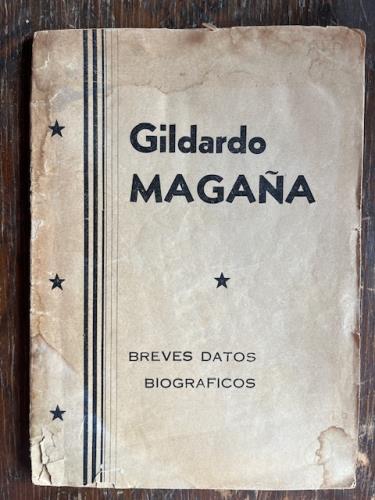 Gildardo
MAGAÑA
BREVES DATOS
BIOGRAFICOS